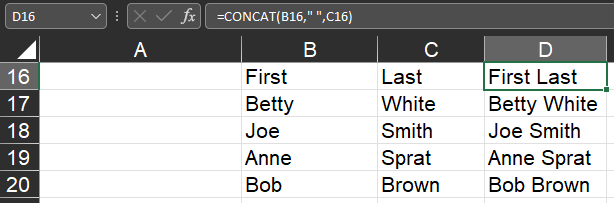 D16 fx =CONCAT(B16," ",C16)
A B C D
16 First Last First Last
17 Betty White Betty White
18 Joe Smith Joe Smith
19 Anne Sprat Anne Sprat
20 Bob Brown Bob Brown